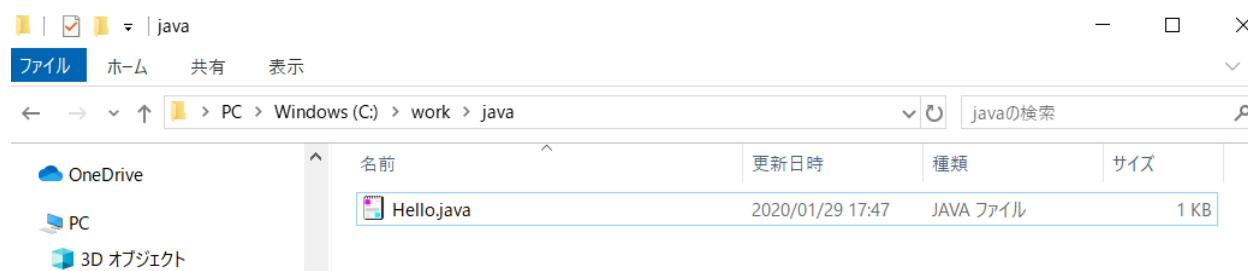 java
ファイル ホーム 共有 表示
PC > Windows (C:) > work > java javaの検索
名前 更新日時 種類 サイズ
OneDrive
Hello.java 2020/01/29 17:47 JAVA ファイル 1 KB
PC
3D オブジェクト